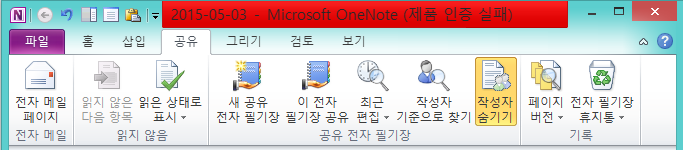 2015-05-03 - Microsoft OneNote (제품 인증 실패)
파일 홈 삽입 공유 그리기 검토 보기
전자 메일
페이지
읽지 않은
다음 항목
읽은 상태로
표시
새 공유
전자 필기장
이 전자
필기장 공유
최근
편집
작성자
기준으로 찾기
작성자
숨기기
페이지
버전
전자 필기장
휴지통
전자 메일 읽지 않음 공유 전자 필기장 기록